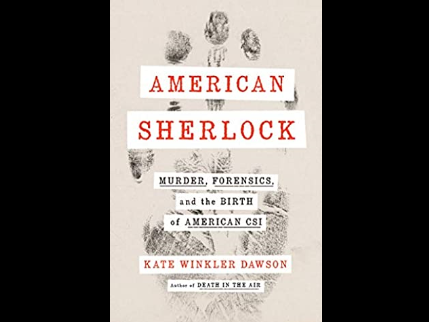 AMERICAN
SHERLOCK
MURDER, FORENSICS,
and the BIRTH
of AMERICAN CSI
KATE WINKLER DAWSON
Author of DEATH IN THE AIR